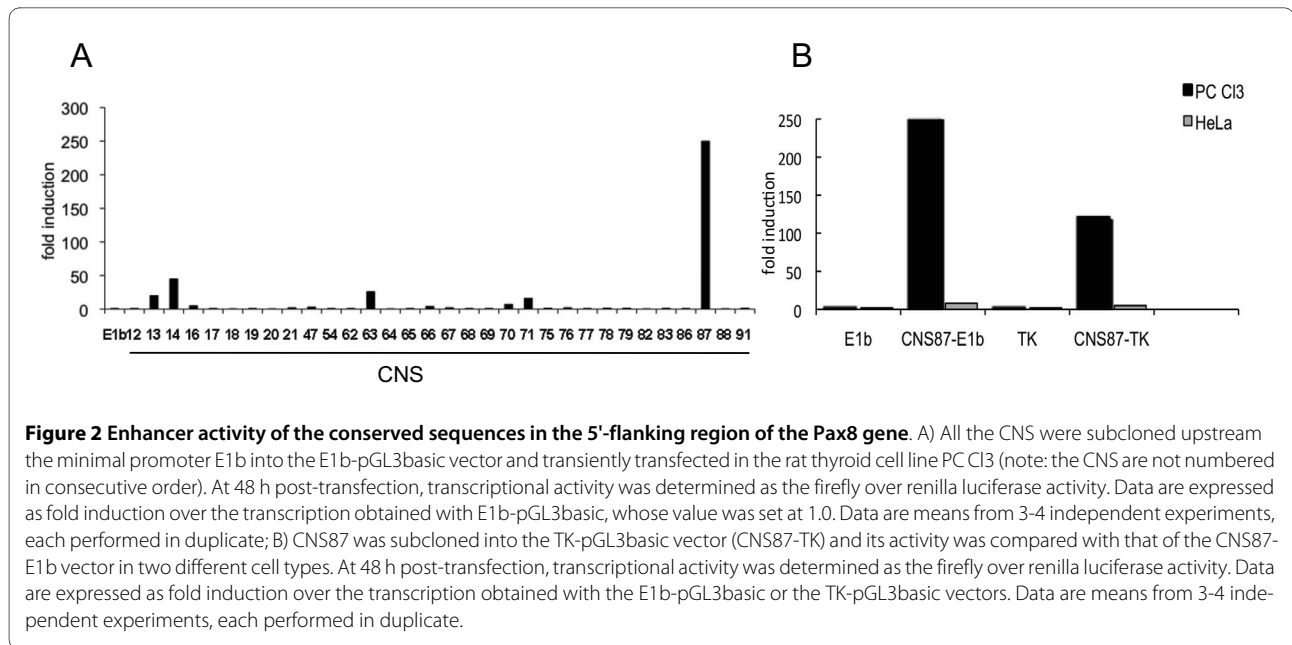 A
300
250
200
150
100
50
0
fold induction
E1b12 13 14 16 17 18 19 20 21 47 54 62 63 64 65 66 67 68 69 70 71 75 76 77 78 79 82 83 86 87 88 91
CNS
B
PC Cl3
HeLa
250
200
150
100
50
0
fold induction
E1b CNS87-E1b TK CNS87-TK
Figure 2 Enhancer activity of the conserved sequences in the 5'-flanking region of the Pax8 gene. A) All the CNS were subcloned upstream
the minimal promoter E1b into the E1b-pGL3basic vector and transiently transfected in the rat thyroid cell line PC Cl3 (note: the CNS are not numbered
in consecutive order). At 48 h post-transfection, transcriptional activity was determined as the firefly over renilla luciferase activity. Data are expressed
as fold induction over the transcription obtained with E1b-pGL3basic, whose value was set at 1.0. Data are means from 3-4 independent experiments,
each performed in duplicate; B) CNS87 was subcloned into the TK-pGL3basic vector (CNS87-TK) and its activity was compared with that of the CNS87-
E1b vector in two different cell types. At 48 h post-transfection, transcriptional activity was determined as the firefly over renilla luciferase activity. Data
are expressed as fold induction over the transcription obtained with the E1b-pGL3basic or the TK-pGL3basic vectors. Data are means from 3-4 inde-
pendent experiments, each performed in duplicate.